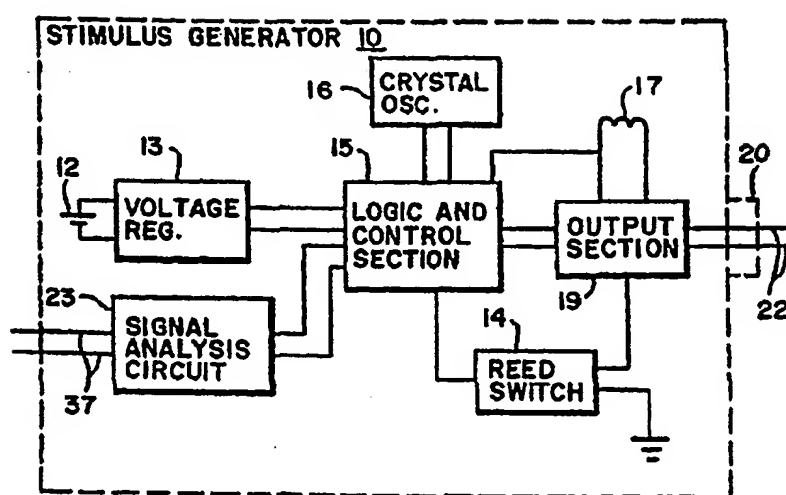 STIMULUS GENERATOR 10
16
CRYSTAL
OSC.
17
12
13
VOLTAGE
REG.
15
LOGIC AND
CONTROL
SECTION
20
OUTPUT
SECTION
19
22
23
SIGNAL
ANALYSIS
CIRCUIT
37
14
REED
SWITCH